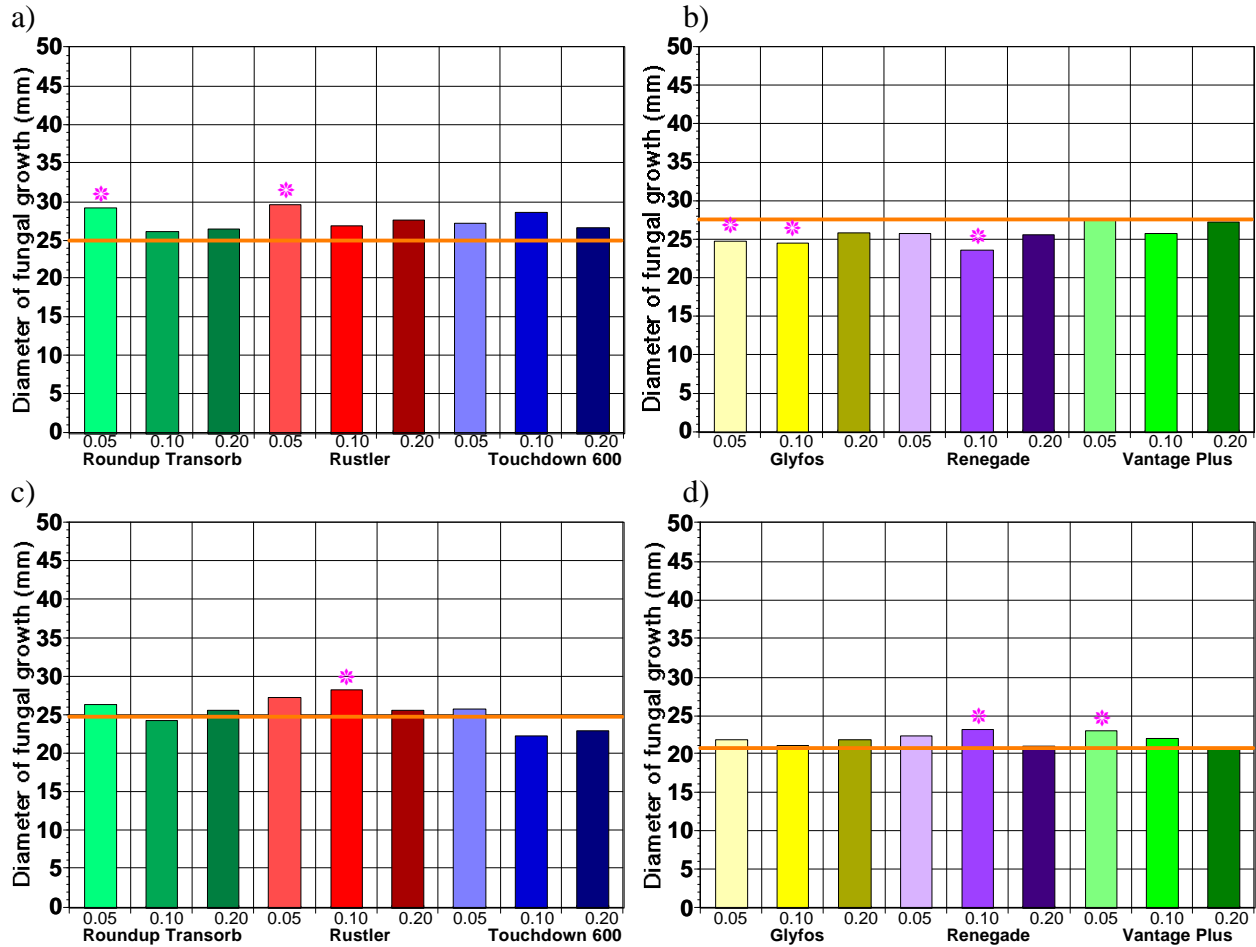 a)
Diameter of fungal growth (mm)
50
45
40
35
30
25
20
15
10
5
0
0.05 0.10 0.20 0.05 0.10 0.20 0.05 0.10 0.20
Roundup Transorb Rustler Touchdown 600
b)
Diameter of fungal growth (mm)
50
45
40
35
30
25
20
15
10
5
0
0.05 0.10 0.20 0.05 0.10 0.20 0.05 0.10 0.20
Glyfos Renegade Vantage Plus
c)
Diameter of fungal growth (mm)
50
45
40
35
30
25
20
15
10
5
0
0.05 0.10 0.20 0.05 0.10 0.20 0.05 0.10 0.20
Roundup Transorb Rustler Touchdown 600
d)
Diameter of fungal growth (mm)
50
45
40
35
30
25
20
15
10
5
0
0.05 0.10 0.20 0.05 0.10 0.20 0.05 0.10 0.20
Glyfos Renegade Vantage Plus